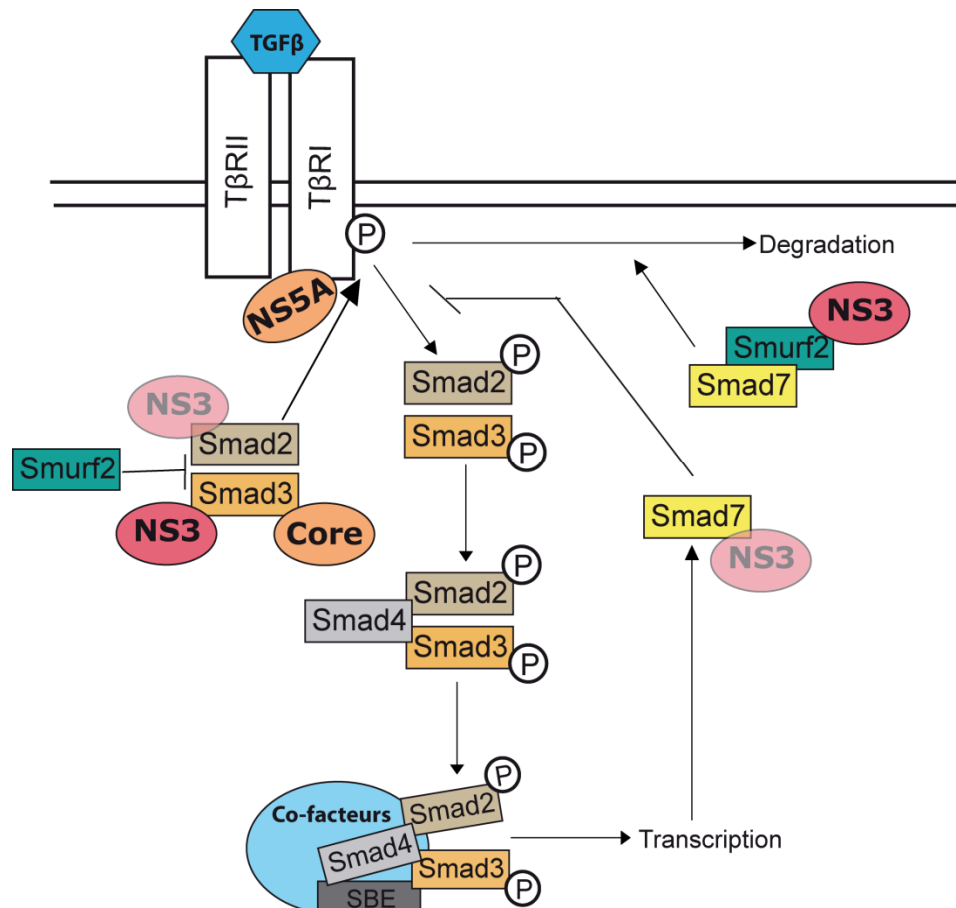 TGFβ
TβRII
TβRI
P
Degradation
NS5A
NS3
Smurf2
Smad7
P
Smad2
Smad3
P
NS3
Smad2
Smurf2
Smad3
NS3
Core
Smad7
NS3
P
Smad2
Smad4
Smad3
P
P
Co-facteurs
Smad2
Smad4
Transcription
Smad3
SBE
P